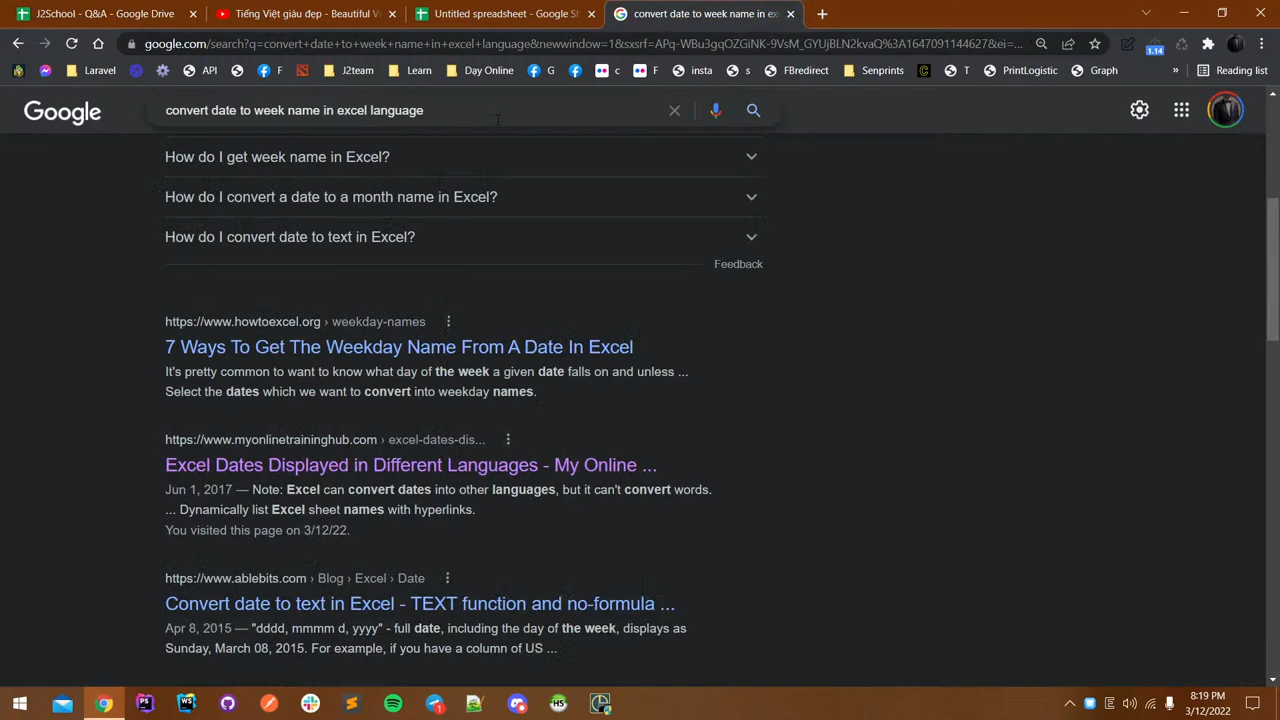 J2School - Q&A - Google Drive
Tiếng Việt giàu đẹp - Beautiful V
Untitled spreadsheet - Google Sh
convert date to week name in ex
google.com/search?q=convert+date+to+week+name+in+excel+language&newwindow=1&sxsrf=APq-WBu3gqOZGiNK-9VsM_GYUjBLN2kvaQ%3A1647091144627&ei=...
1.14
Laravel
API
F
J2team
Learn
Day Online
G
c
F
insta
s
FBredirect
Senprints
T
PrintLogistic
Graph
»
Reading list
Google
convert date to week name in excel language
How do I get week name in Excel?
How do I convert a date to a month name in Excel?
How do I convert date to text in Excel?
Feedback
https://www.howtoexcel.org › weekday-names
7 Ways To Get The Weekday Name From A Date In Excel
It's pretty common to want to know what day of the week a given date falls on and unless ...
Select the dates which we want to convert into weekday names.
https://www.myonlinetraininghub.com › excel-dates-dis...
Excel Dates Displayed in Different Languages - My Online ...
Jun 1, 2017 — Note: Excel can convert dates into other languages, but it can't convert words.
... Dynamically list Excel sheet names with hyperlinks.
You visited this page on 3/12/22.
https://www.ablebits.com › Blog › Excel › Date
Convert date to text in Excel - TEXT function and no-formula ...
Apr 8, 2015 — "dddd, mmmm d, yyyy" - full date, including the day of the week, displays as
Sunday, March 08, 2015. For example, if you have a column of US ...
8:19 PM
3/12/2022